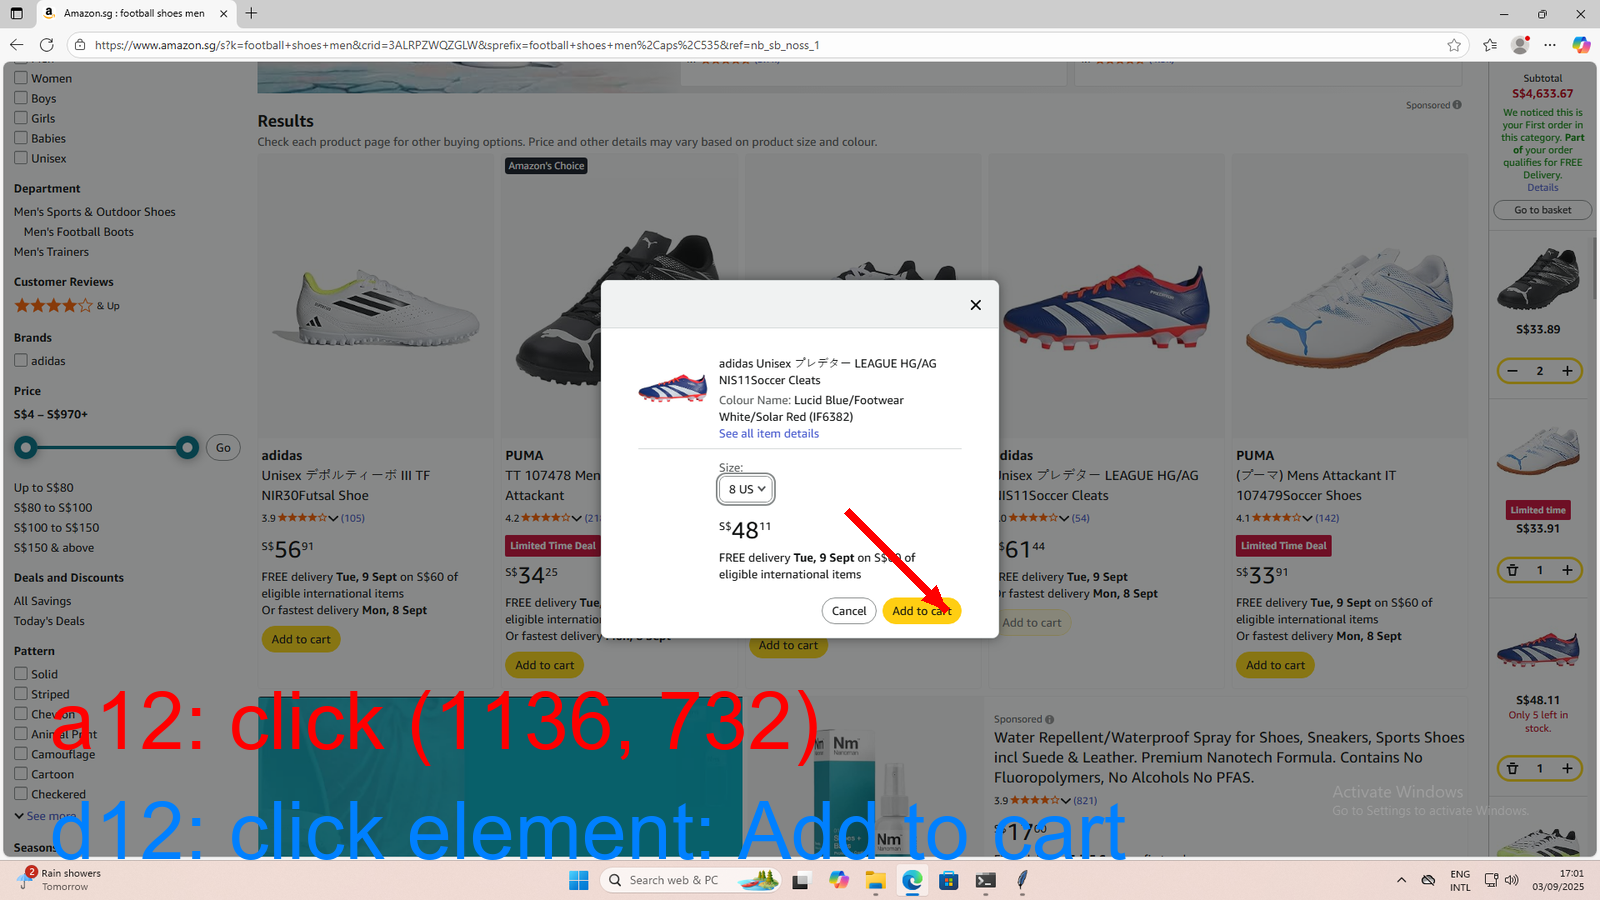 Amazon.sg : football shoes men
https://www.amazon.sg/s?k=football+shoes+men&crid=3ALRPZWQZGLW&sprefix=football+shoes+men%2Caps%2C535&ref=nb_sb_noss_1
Women
Boys
Girls
Babies
Unisex
Department
Men's Sports & Outdoor Shoes
Men's Football Boots
Men's Trainers
Customer Reviews
& Up
Brands
adidas
Price
S$4 – S$970+
Go
Up to S$80
S$80 to S$100
S$100 to S$150
S$150 & above
Deals and Discounts
All Savings
Today's Deals
Pattern
Solid
Striped
Chevron
Animal Print
Camouflage
Cartoon
Checkered
See more
Seasons
Sponsored
Results
Check each product page for other buying options. Price and other details may vary based on product size and colour.
Amazon's Choice
adidas
Unisex デポルティーボ III TF
NIR30Futsal Shoe
3.9 (105)
S$56 91
FREE delivery Tue, 9 Sept on S$60 of
eligible international items
Or fastest delivery Mon, 8 Sept
Add to cart
PUMA
TT 107478 Men
Attackant
4.2
Limited Time Deal
S$34 25
FREE delivery Tue,
eligible international items
Or fastest delivery Mon, 8 Sept
Add to cart
Add to cart
adidas Unisex プレデター LEAGUE HG/AG
NIS11Soccer Cleats
Colour Name: Lucid Blue/Footwear
White/Solar Red (IF6382)
See all item details
Size:
8 US
S$48 11
FREE delivery Tue, 9 Sept on S$60 of
eligible international items
Cancel
Add to cart
didas
nisex プレデター LEAGUE HG/AG
IS11Soccer Cleats
.0 (54)
61 44
REE delivery Tue, 9 Sept
Or fastest delivery Mon, 8 Sept
Add to cart
PUMA
(プーマ) Mens Attackant IT
107479Soccer Shoes
4.1 (142)
Limited Time Deal
S$33 91
FREE delivery Tue, 9 Sept on S$60 of
eligible international items
Or fastest delivery Mon, 8 Sept
Add to cart
Sponsored
Water Repellent/Waterproof Spray for Shoes, Sneakers, Sports Shoes
incl Suede & Leather. Premium Nanotech Formula. Contains No
Fluoropolymers, No Alcohols No PFAS.
3.9 (821)
S$17 00
Nm
Nanoman
Nm
Subtotal
S$4,633.67
We noticed this is
your First order in
this category. Part
of your order
qualifies for FREE
Delivery.
Details
Go to basket
S$33.89
2
Limited time
S$33.91
1
S$48.11
Only 5 left in
stock.
1
Activate Windows
Go to Settings to activate Windows.
a12: click (1136, 732)
d12: click element: Add to cart
2
Rain showers
Tomorrow
Search web & PC
ENG
INTL
17:01
03/09/2025